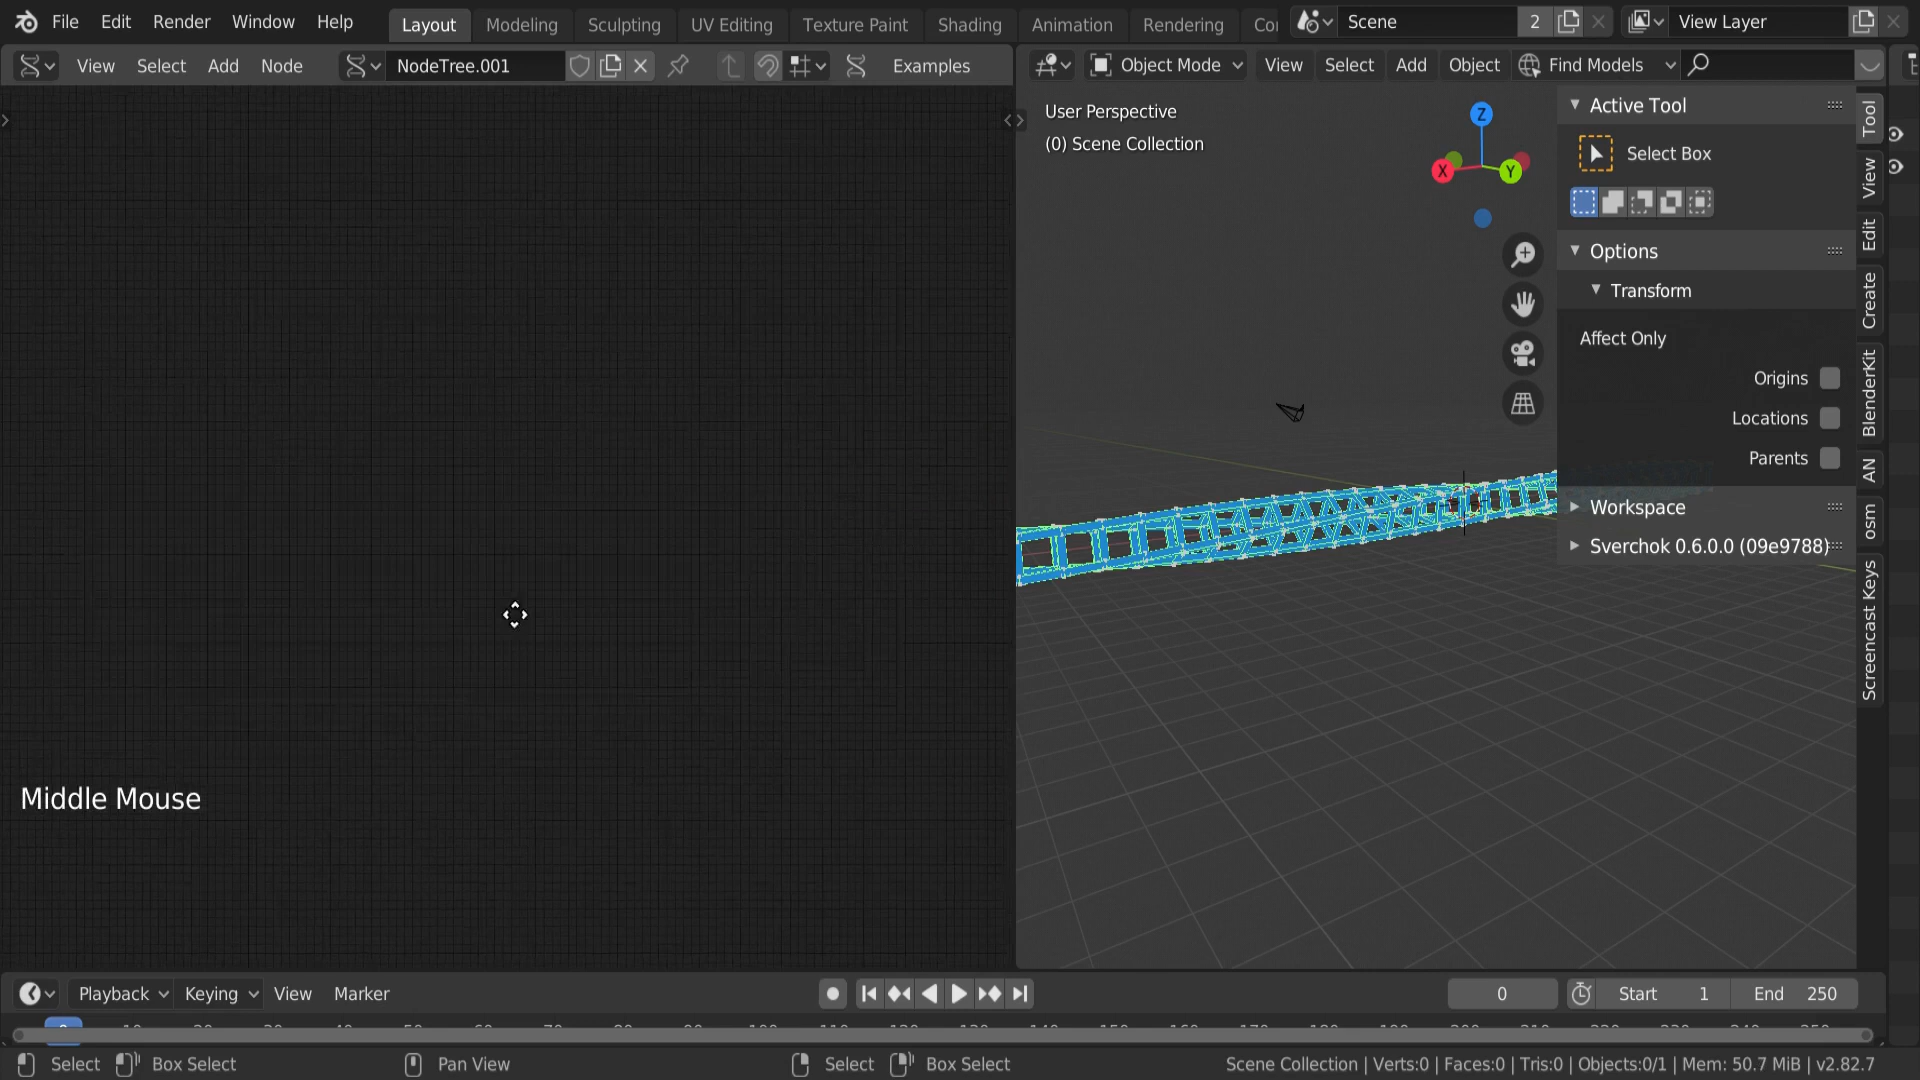 File Edit Render Window Help Layout Modeling Sculpting UV Editing Texture Paint Shading Animation Rendering Co Scene 2 View Layer
View Select Add Node NodeTree.001 Examples Object Mode View Select Add Object Find Models
User Perspective
(0) Scene Collection
Z
X
Y
Active Tool
Select Box
Options
Transform
Affect Only
Origins
Locations
Parents
Workspace
Sverchok 0.6.0.0 (09e9788)
Tool
View
Edit
Create
BlenderKit
AN
osm
Screencast Keys
Middle Mouse
Playback Keying View Marker 0 Start 1 End 250
Select Box Select Pan View Select Box Select Scene Collection | Verts:0 | Faces:0 | Tris:0 | Objects:0/1 | Mem: 50.7 MiB | v2.82.7